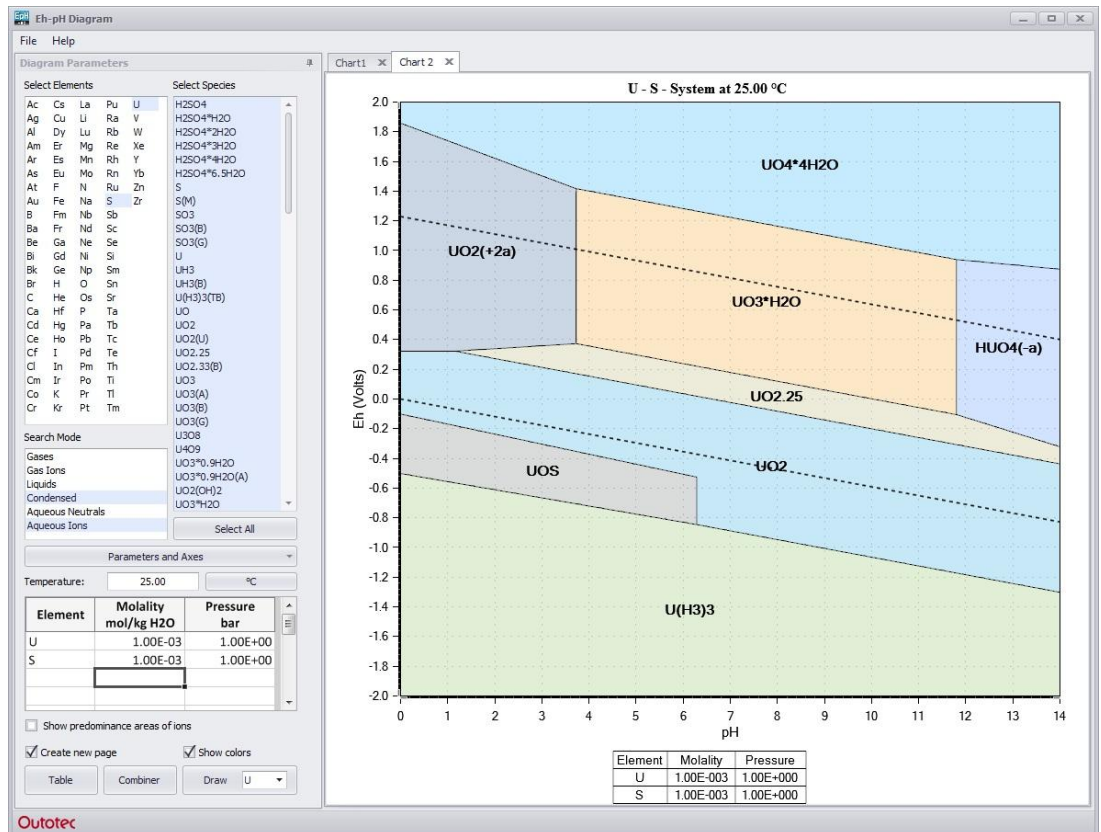 Eh-pH Diagram
File Help
Diagram Parameters
Select Elements
Ac Cs La Pu U
Ag Cu Li Ra V
Al Dy Lu Rb W
Am Er Mg Re Xe
Ar Es Mn Rh Y
As Eu Mo Rn Yb
At F N Ru Zn
Au Fe Na S Zr
B Fm Nb Sb
Ba Fr Nd Sc
Be Ga Ne Se
Bi Gd Ni Si
Bk Ge Np Sm
Br H O Sn
C He Os Sr
Ca Hf P Ta
Cd Hg Pa Tb
Ce Ho Pb Tc
Cf I Pd Te
Cl In Pm Th
Cm Ir Po Ti
Co K Pr Tl
Cr Kr Pt Tm
Select Species
H2SO4
H2SO4*H2O
H2SO4*2H2O
H2SO4*3H2O
H2SO4*4H2O
H2SO4*6.5H2O
S
S(M)
SO3
SO3(B)
SO3(G)
U
UH3
UH3(B)
U(H3)3(TB)
UO
UO2
UO2(U)
UO2.25
UO2.33(B)
UO3
UO3(A)
UO3(B)
UO3(G)
U3O8
U4O9
UO3*0.9H2O
UO3*0.9H2O(A)
UO2(OH)2
UO3*H2O
Search Mode
Gases
Gas Ions
Liquids
Condensed
Aqueous Neutrals
Aqueous Ions
Select All
Parameters and Axes
Temperature: 25.00 °C
Element Molality mol/kg H2O Pressure bar
U 1.00E-03 1.00E+00
S 1.00E-03 1.00E+00
Show predominance areas of ions
Create new page Show colors
Table Combiner Draw U
Outotec
Chart1 Chart 2
U - S - System at 25.00 °C
Eh (Volts)
2.0
1.8
1.6
1.4
1.2
1.0
0.8
0.6
0.4
0.2
0.0
-0.2
-0.4
-0.6
-0.8
-1.0
-1.2
-1.4
-1.6
-1.8
-2.0
UO4*4H2O
UO2(+2a)
UO3*H2O
HUO4(-a)
UO2.25
UO2
UOS
U(H3)3
0 1 2 3 4 5 6 7 8 9 10 11 12 13 14
pH
Element Molality Pressure
U 1.00E-003 1.00E+000
S 1.00E-003 1.00E+000